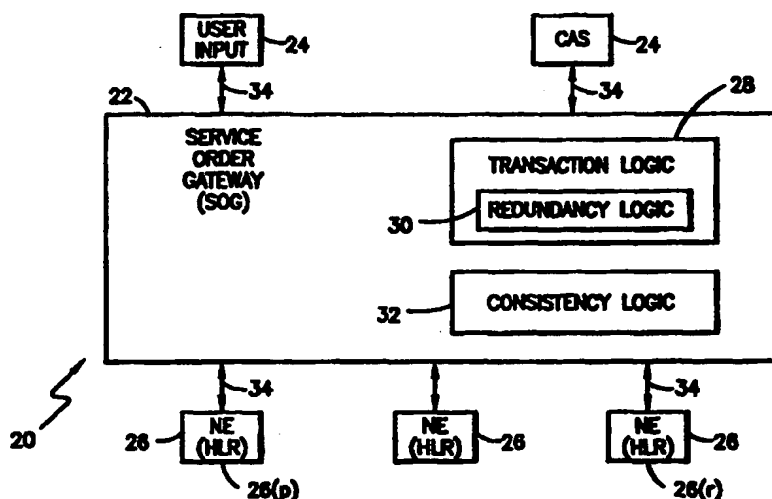 USER
INPUT
24
CAS
24
34
34
22
28
SERVICE
ORDER
GATEWAY
(SOG)
TRANSACTION LOGIC
30
REDUNDANCY LOGIC
32
CONSISTENCY LOGIC
34
34
20
26
NE
(HLR)
26(p)
NE
(HLR)
26
NE
(HLR)
26
26(r)